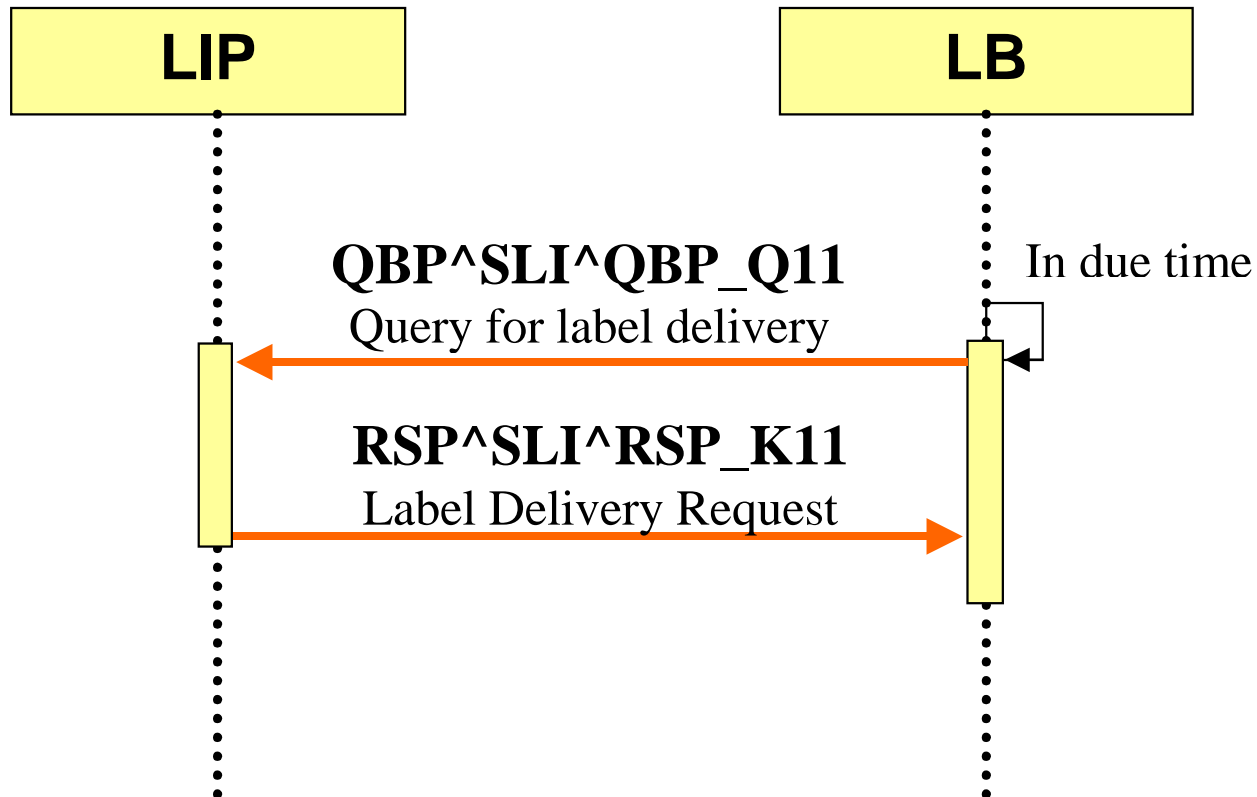 LIP
LB
QBP^SLI^QBP_Q11
In due time
Query for label delivery
RSP^SLI^RSP_K11
Label Delivery Request